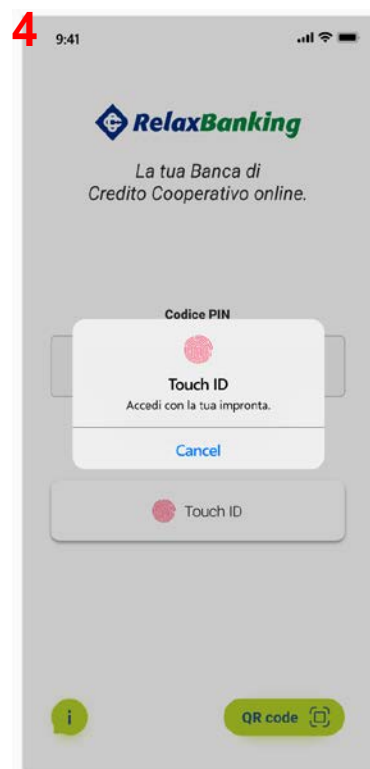 4
9:41
RelaxBanking
La tua Banca di
Credito Cooperativo online.
Codice PIN
Touch ID
Accedi con la tua impronta.
Cancel
Touch ID
i
QR code